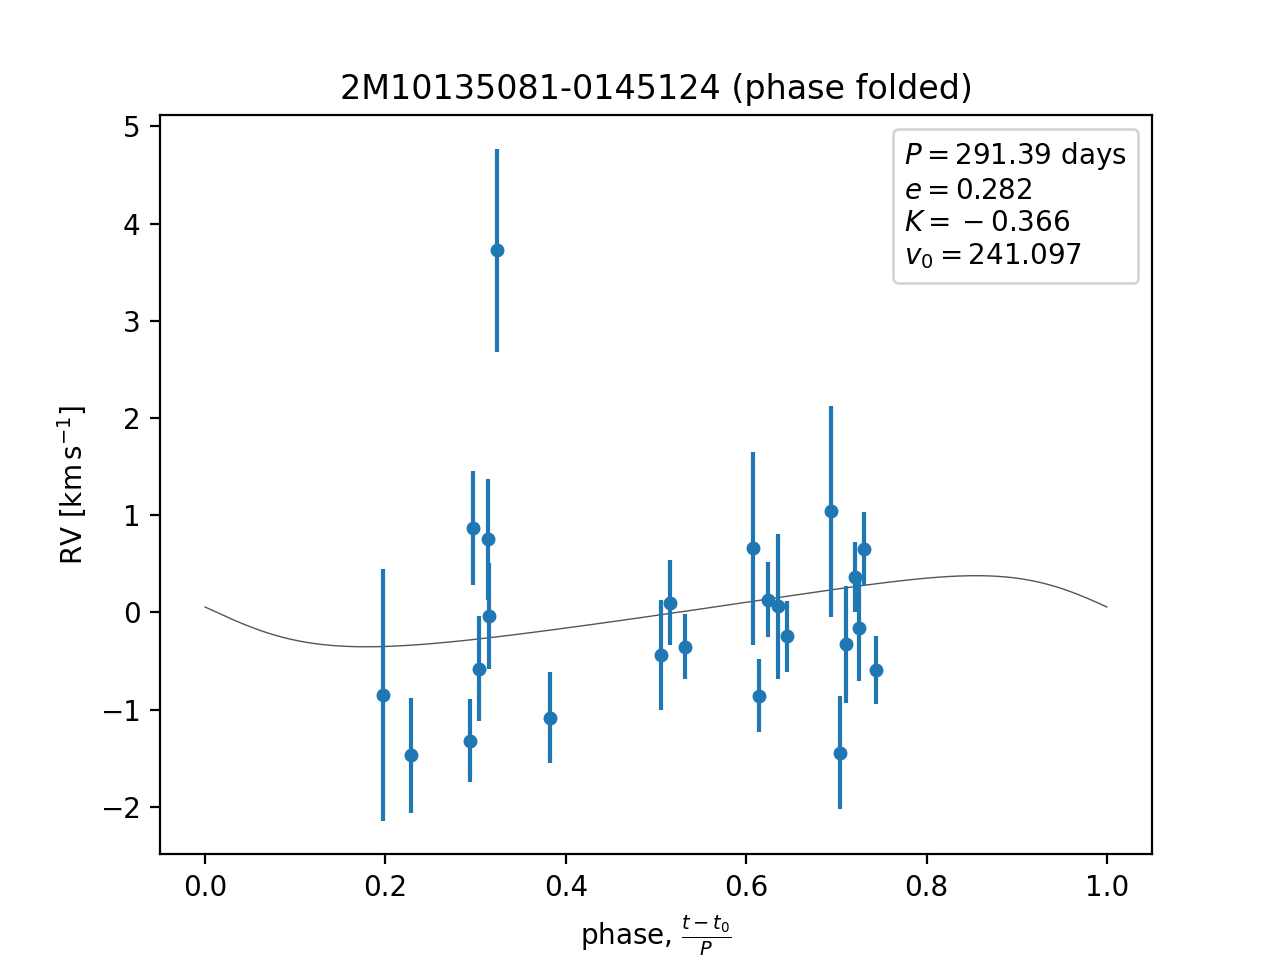 2M10135081-0145124 (phase folded)
P = 291.39 days
e = 0.282
K = −0.366
v₀ = 241.097
5
4
3
2
1
0
−1
−2
RV [km s⁻¹]
0.0 0.2 0.4 0.6 0.8 1.0
phase, (t − t₀)/P